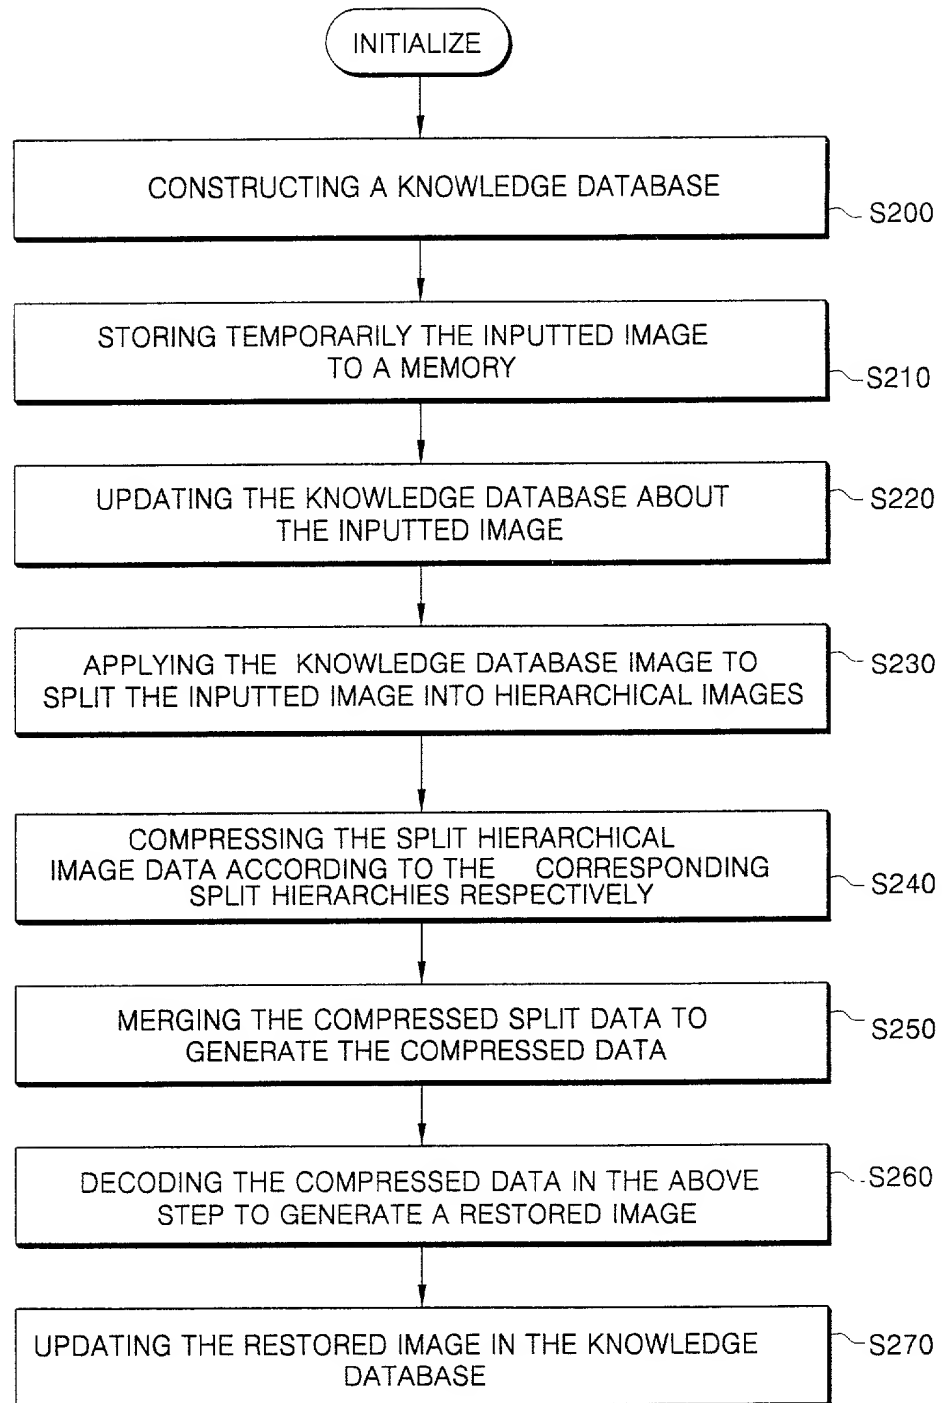 INITIALIZE
CONSTRUCTING A KNOWLEDGE DATABASE
S200
STORING TEMPORARILY THE INPUTTED IMAGE
TO A MEMORY
S210
UPDATING THE KNOWLEDGE DATABASE ABOUT
THE INPUTTED IMAGE
S220
APPLYING THE KNOWLEDGE DATABASE IMAGE TO
SPLIT THE INPUTTED IMAGE INTO HIERARCHICAL IMAGES
S230
COMPRESSING THE SPLIT HIERARCHICAL
IMAGE DATA ACCORDING TO THE CORRESPONDING
SPLIT HIERARCHIES RESPECTIVELY
S240
MERGING THE COMPRESSED SPLIT DATA TO
GENERATE THE COMPRESSED DATA
S250
DECODING THE COMPRESSED DATA IN THE ABOVE
STEP TO GENERATE A RESTORED IMAGE
S260
UPDATING THE RESTORED IMAGE IN THE KNOWLEDGE
DATABASE
S270